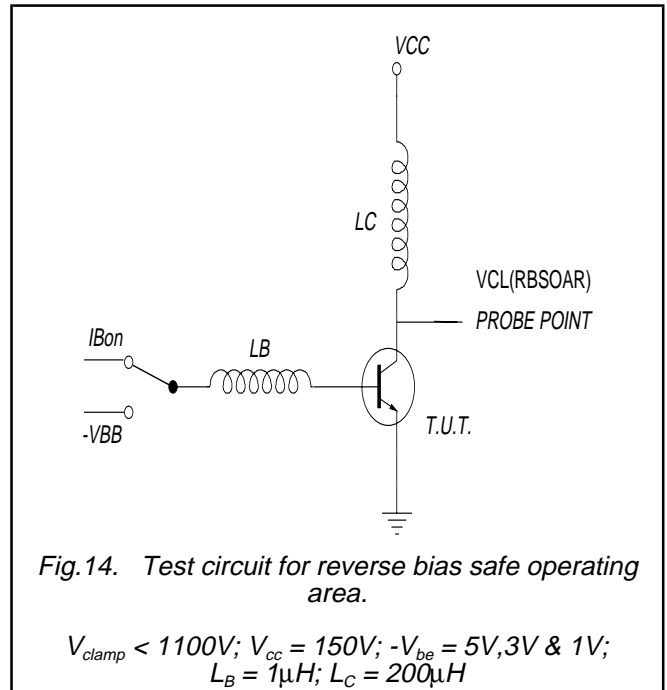 VCC
LC
VCL(RBSOAR)
PROBE POINT
IBon
LB
-VBB
T.U.T.
Fig.14. Test circuit for reverse bias safe operating
area.
Vclamp < 1100V; Vcc = 150V; -Vbe = 5V,3V & 1V;
LB = 1μH; LC = 200μH